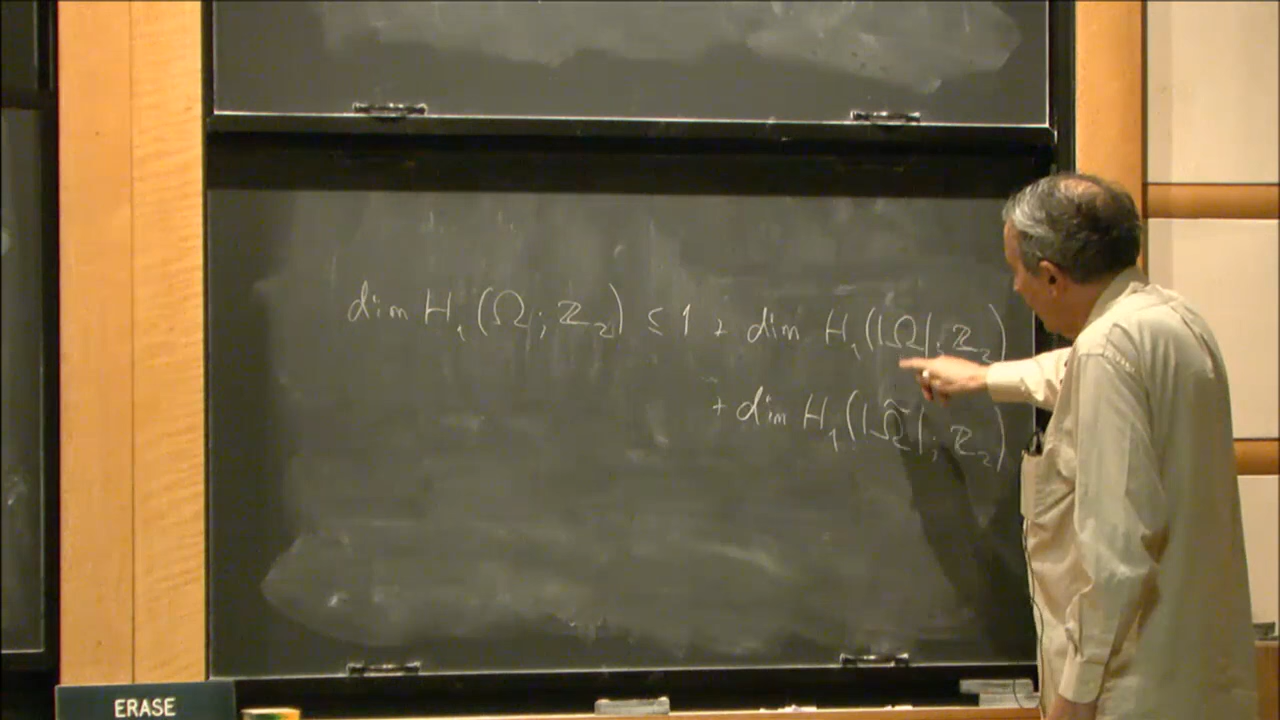 dim H₁(Ω; ℤ₂) ≤ 1 + dim H₁(|Ω|; ℤ₂)
+ dim H₁(|Ω̃|; ℤ₂)
ERASE